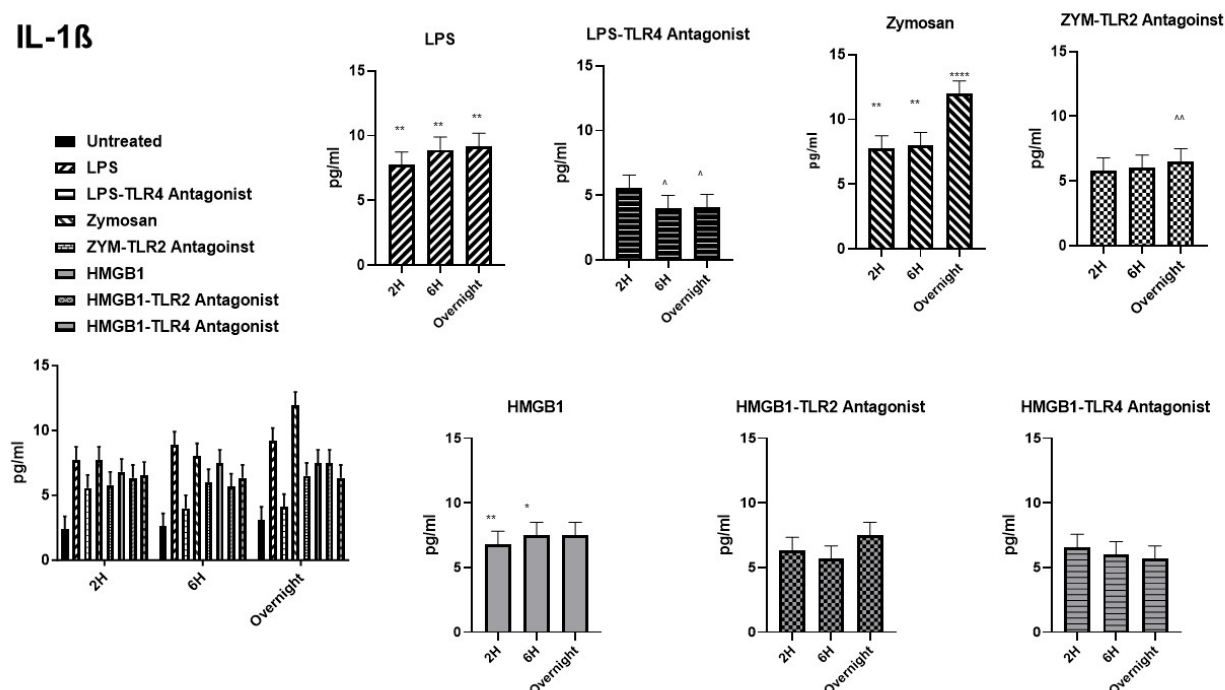 IL-1ß
Untreated
LPS
LPS-TLR4 Antagonist
Zymosan
ZYM-TLR2 Antagoinst
HMGB1
HMGB1-TLR2 Antagonist
HMGB1-TLR4 Antagonist
LPS
15
10
5
0
pg/ml
**
**
**
2H
6H
Overnight
LPS-TLR4 Antagonist
15
10
5
0
pg/ml
^
^
2H
6H
Overnight
Zymosan
15
10
5
0
pg/ml
**
**
****
2H
6H
Overnight
ZYM-TLR2 Antagoinst
15
10
5
0
pg/ml
^^
2H
6H
Overnight
15
10
5
0
pg/ml
2H
6H
Overnight
HMGB1
15
10
5
0
pg/ml
**
*
2H
6H
Overnight
HMGB1-TLR2 Antagonist
15
10
5
0
pg/ml
2H
6H
Overnight
HMGB1-TLR4 Antagonist
15
10
5
0
pg/ml
2H
6H
Overnight